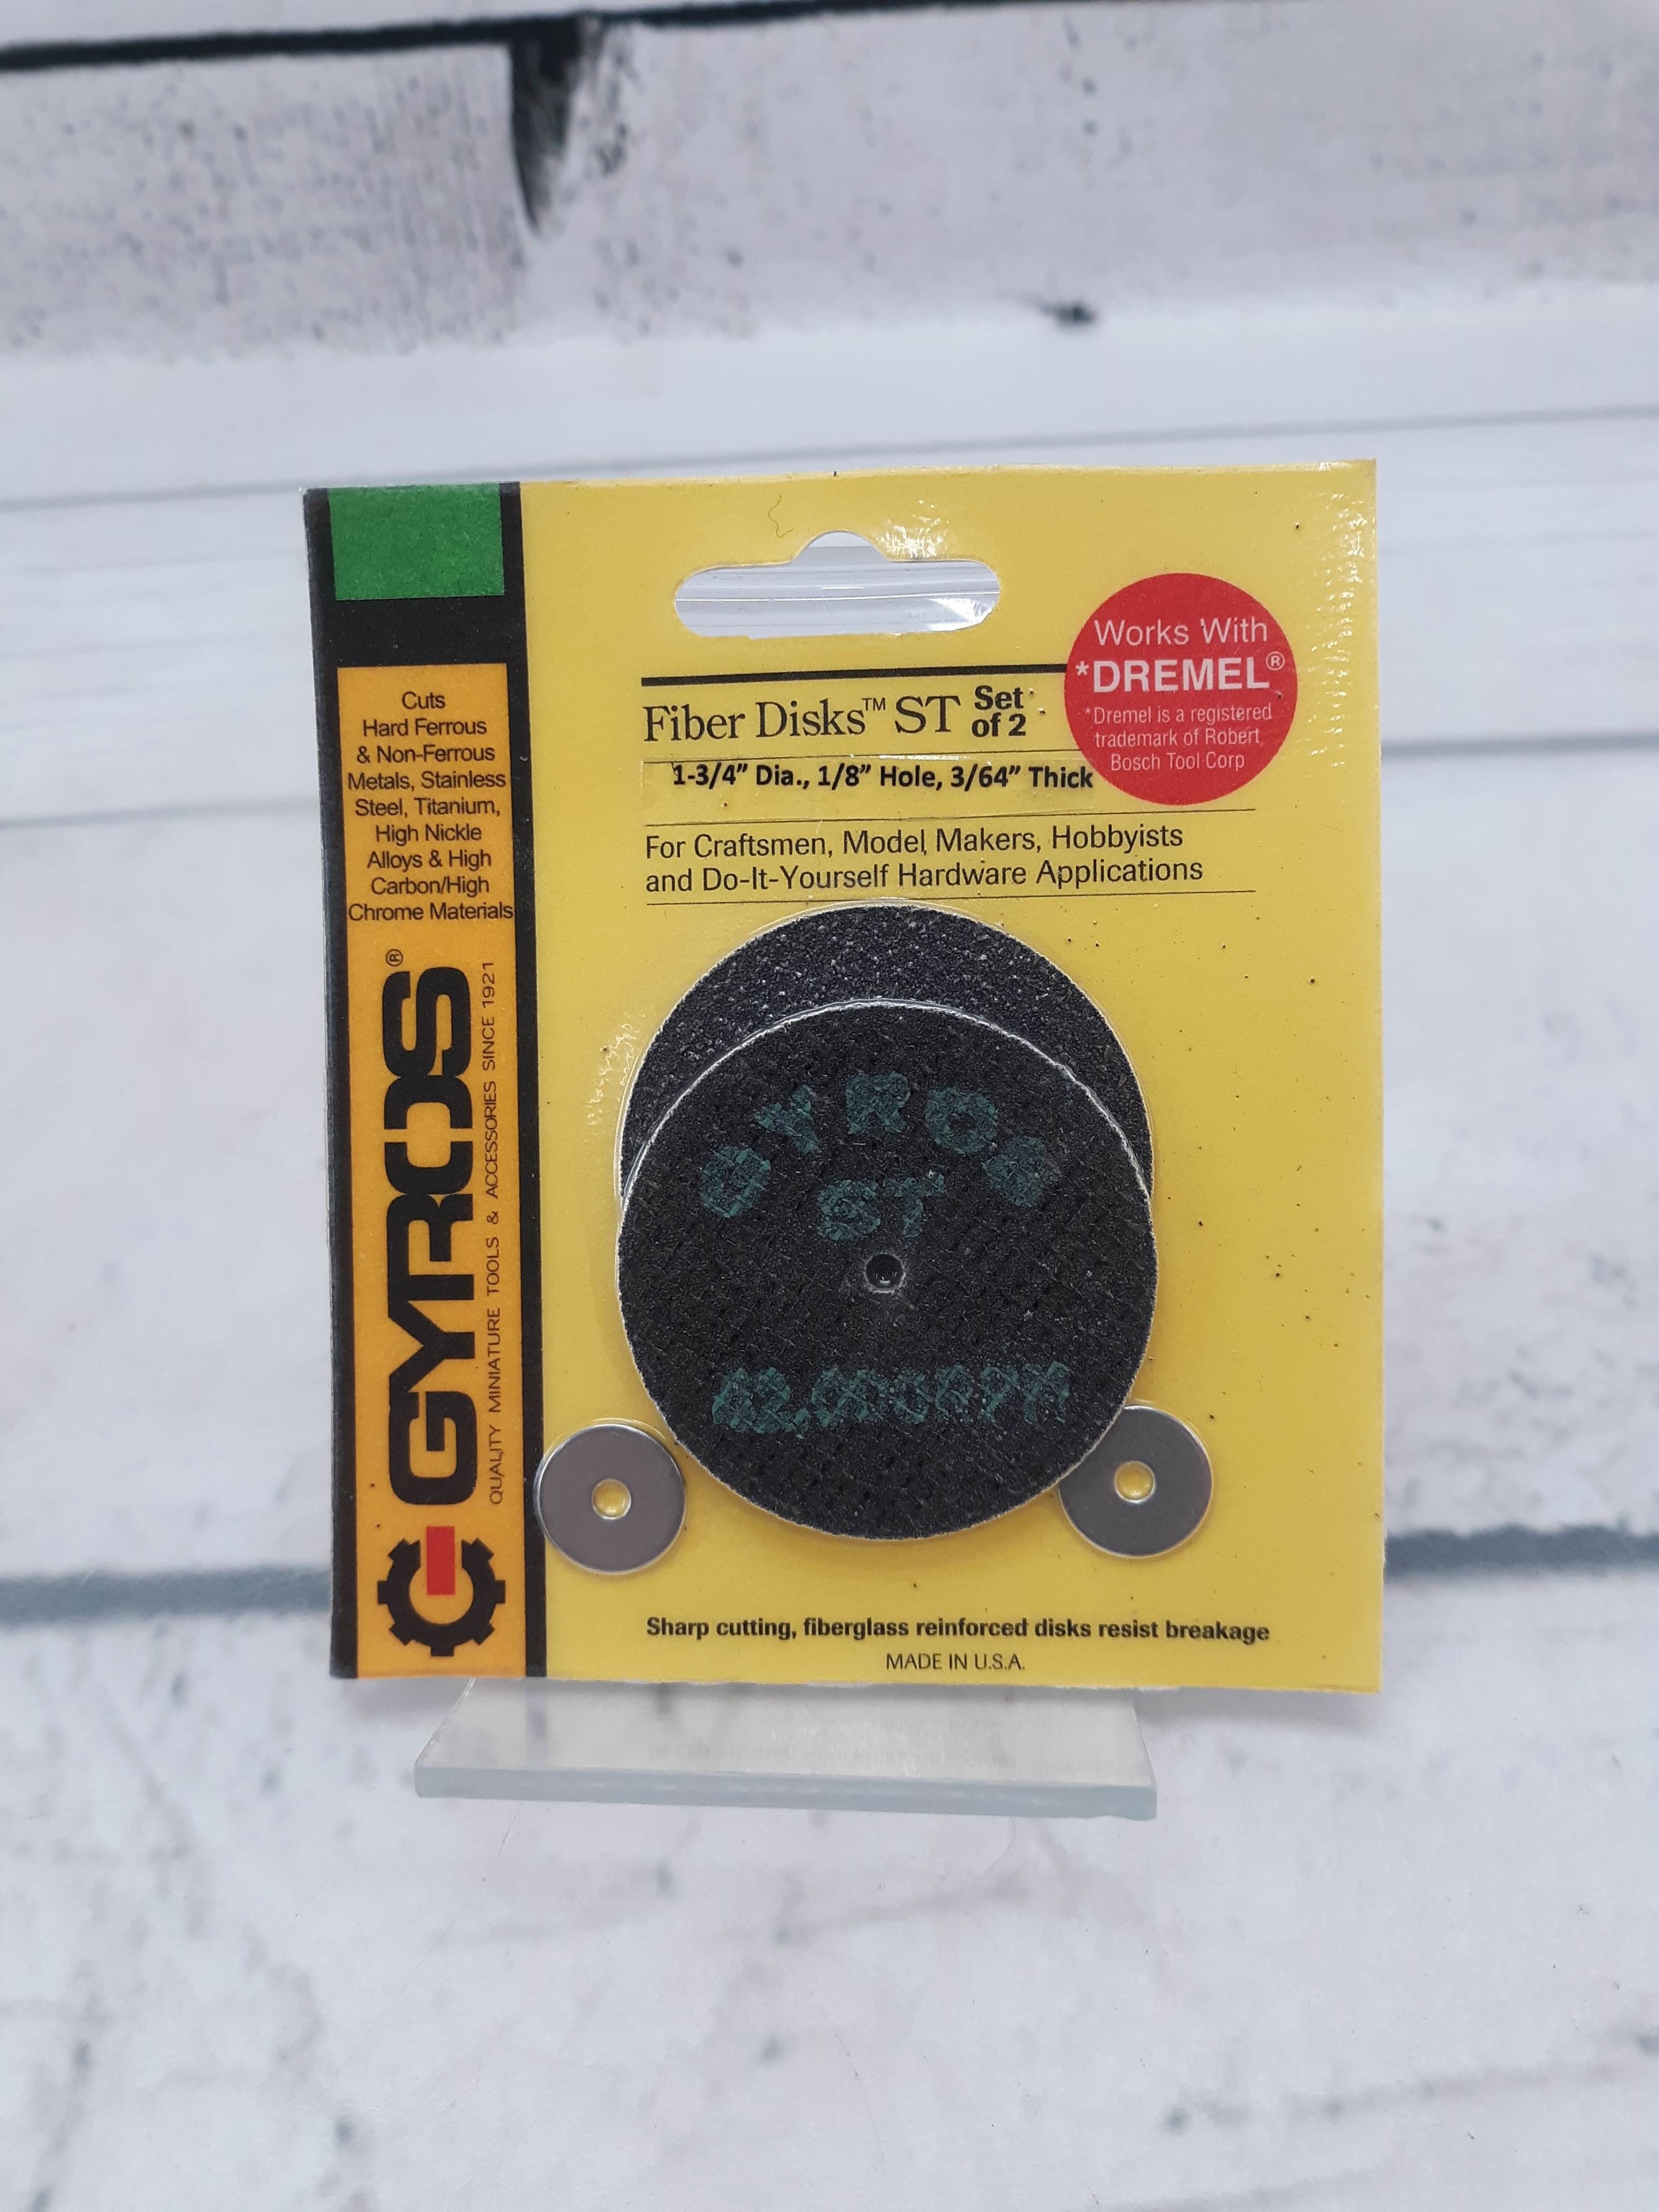 Works With
*DREMEL®
*Dremel is a registered
trademark of Robert
Bosch Tool Corp
Fiber Disks™ ST Set of 2
1-3/4” Dia., 1/8” Hole, 3/64” Thick
For Craftsmen, Model Makers, Hobbyists
and Do-It-Yourself Hardware Applications
Cuts
Hard Ferrous
& Non-Ferrous
Metals, Stainless
Steel, Titanium,
High Nickle
Alloys & High
Carbon/High
Chrome Materials
GYROS®
QUALITY MINIATURE TOOLS & ACCESSORIES SINCE 1921
GYROS
ST
Sharp cutting, fiberglass reinforced disks resist breakage
MADE IN U.S.A.